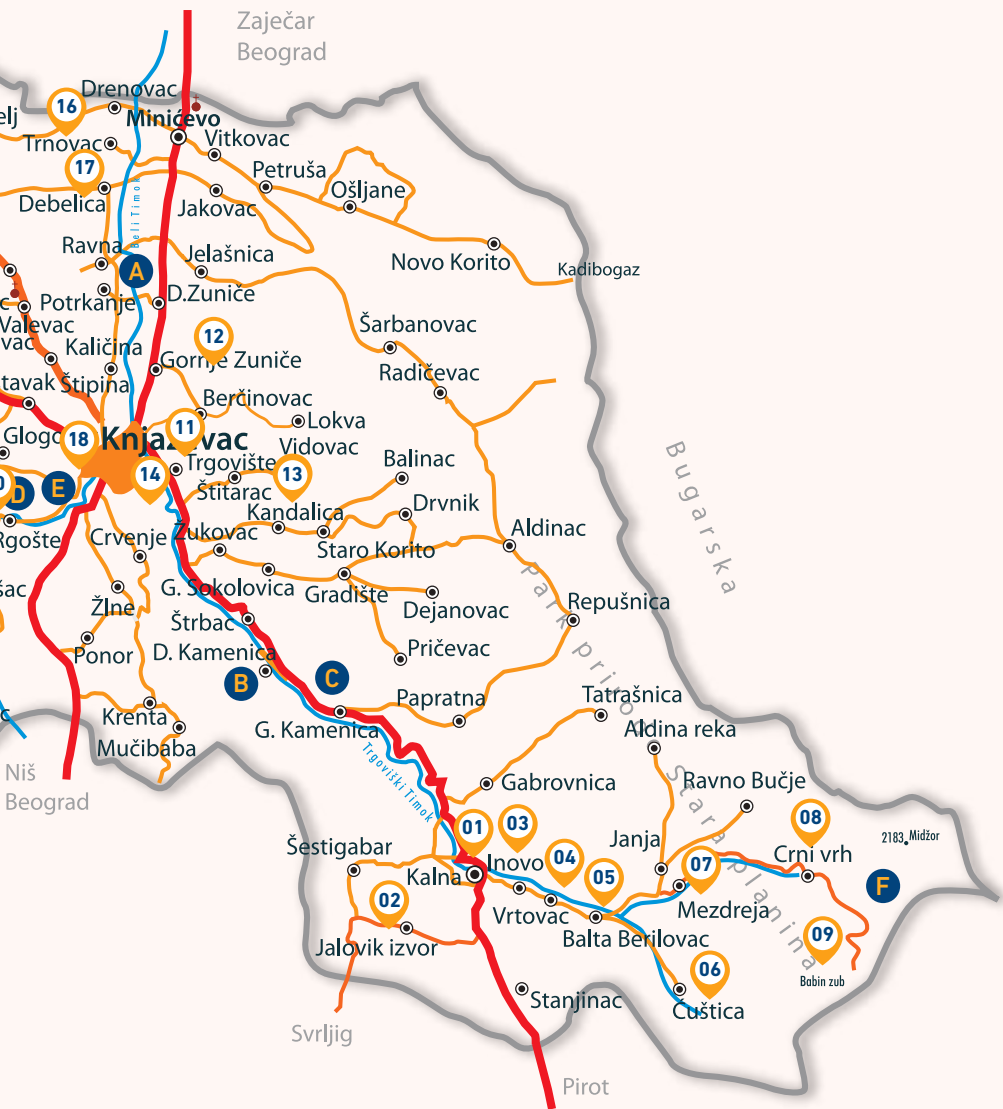 Zaječar
Beograd
Drenovac
16
elj
Minićevo
Trnovac
Vitkovac
17
Petruša
Ošljane
Debelica
Jakovac
Beli Timok
Ravna
Jelašnica
Novo Korito
Kadibogaz
A
Potrkanje
D.Zuniče
Valevac
vac
Šarbanovac
12
Kaličina
Gornje Zuniče
Radičevac
tavak
Štipina
Berčinovac
Lokva
Glogo
18
Knjaževac
11
Vidovac
Trgovište
Balinac
13
14
D
E
Štitarac
Kandalica
Drvnik
Rgošte
Crvenje
Žukovac
Staro Korito
Aldinac
Bugarska
šac
G. Sokolovica
Gradište
Dejanovac
Repušnica
Žlne
Štrbac
Park prirode Stara planina
Ponor
D. Kamenica
Pričevac
B
C
Papratna
Tatrašnica
Krenta
G. Kamenica
Aldina reka
Mučibaba
Trgoviški Timok
Niš
Beograd
Gabrovnica
Ravno Bučje
01
03
08
2183
Midžor
Šestigabar
Inovo
04
Janja
Crni vrh
Kalna
05
07
F
02
Vrtovac
Mezdreja
Jalovik izvor
Balta Berilovac
09
06
Babin zub
Stanjinac
Čuštica
Svrljig
Pirot